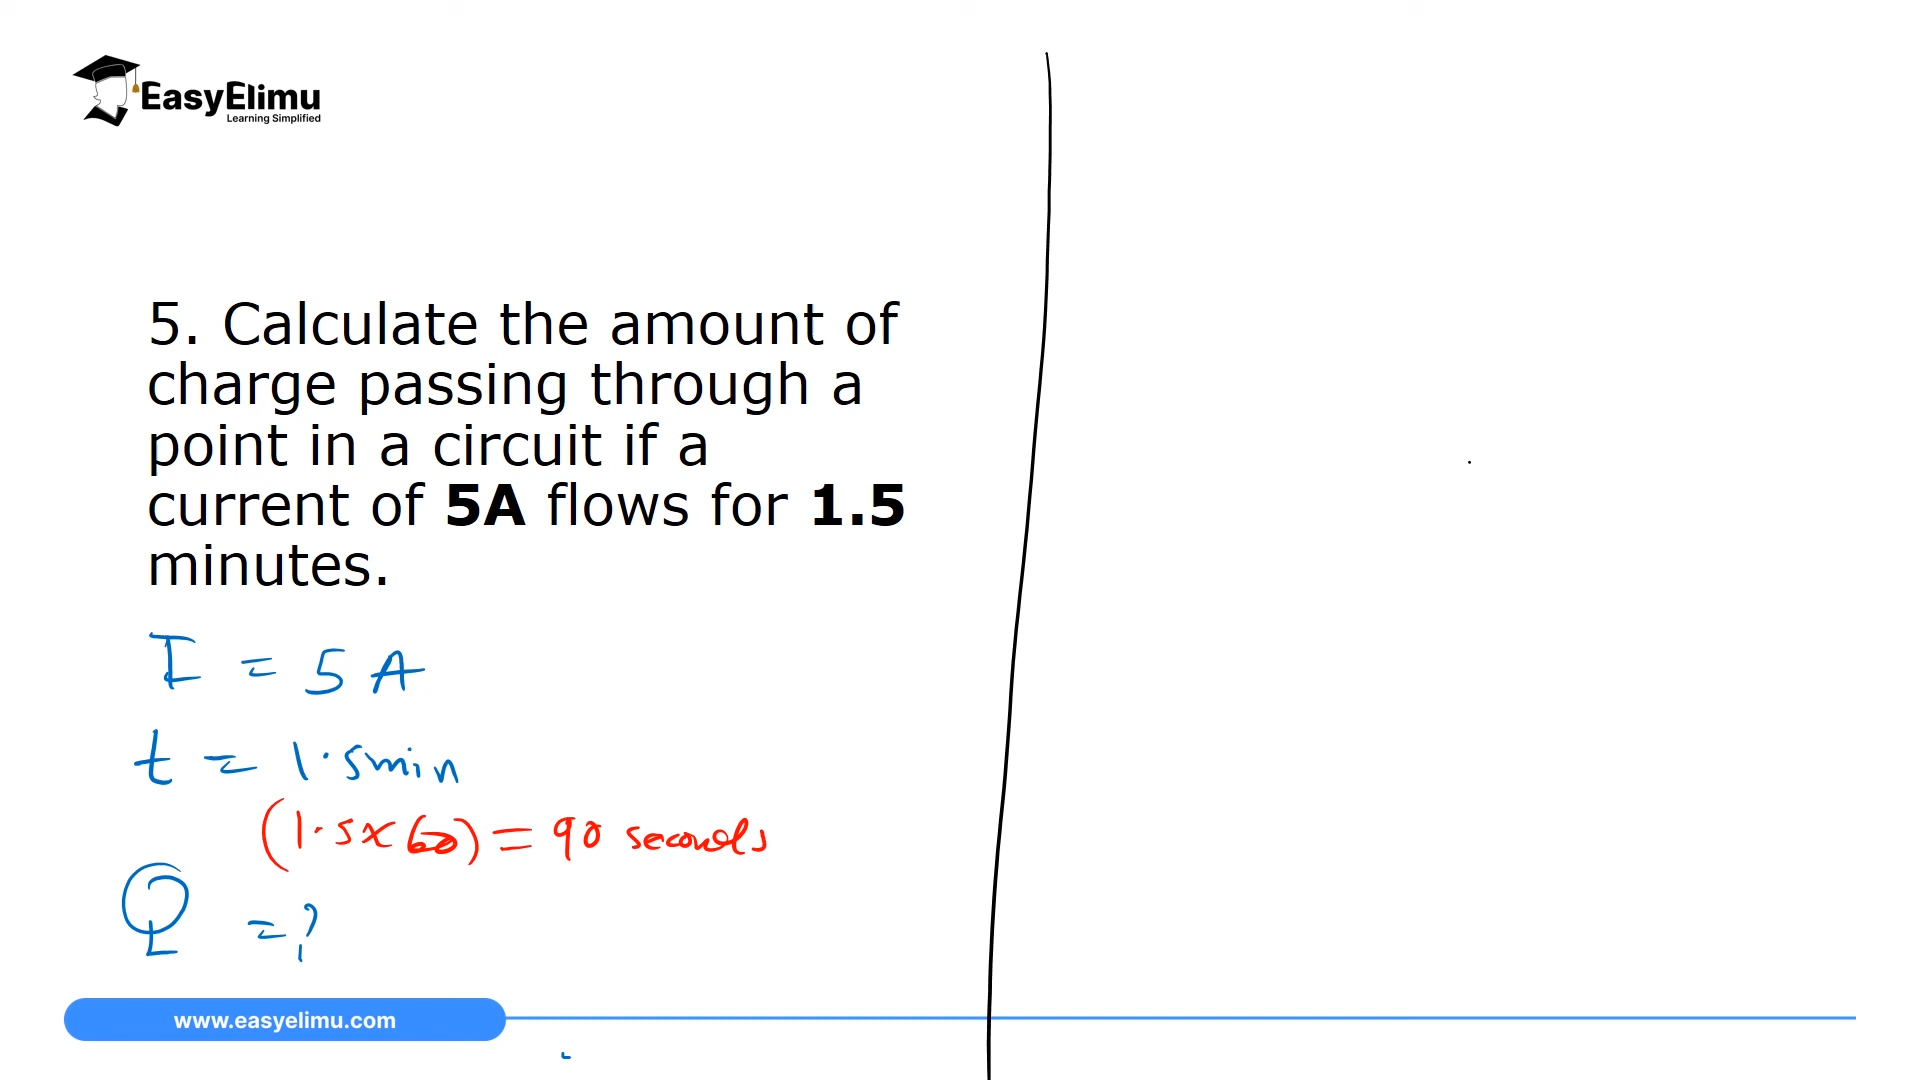 EasyElimu
Learning Simplified
5. Calculate the amount of
charge passing through a
point in a circuit if a
current of 5A flows for 1.5
minutes.
I = 5 A
t = 1.5min
(1.5x60) = 90 seconds
Q = ?
www.easyelimu.com